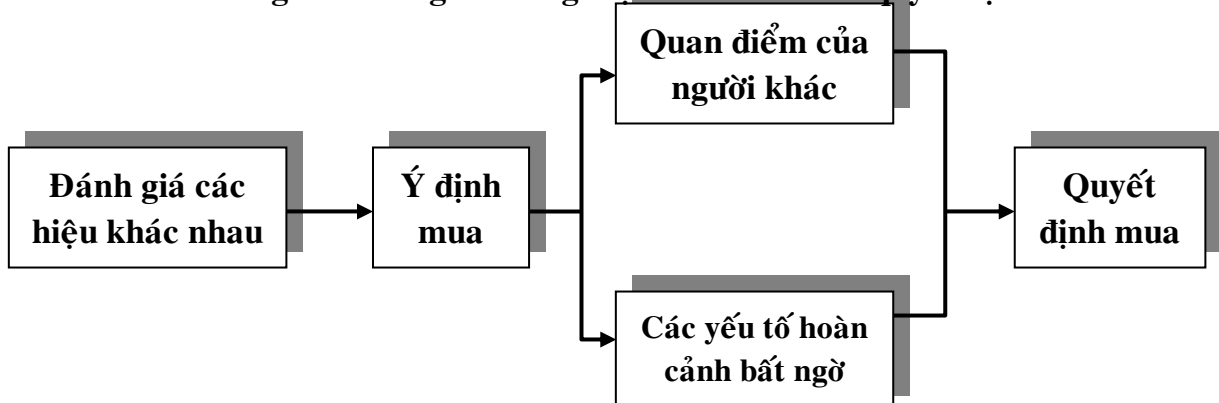 Quan điểm của
người khác
Đánh giá các
hiệu khác nhau
Ý định
mua
Các yếu tố hoàn
cảnh bất ngờ
Quyết
định mua